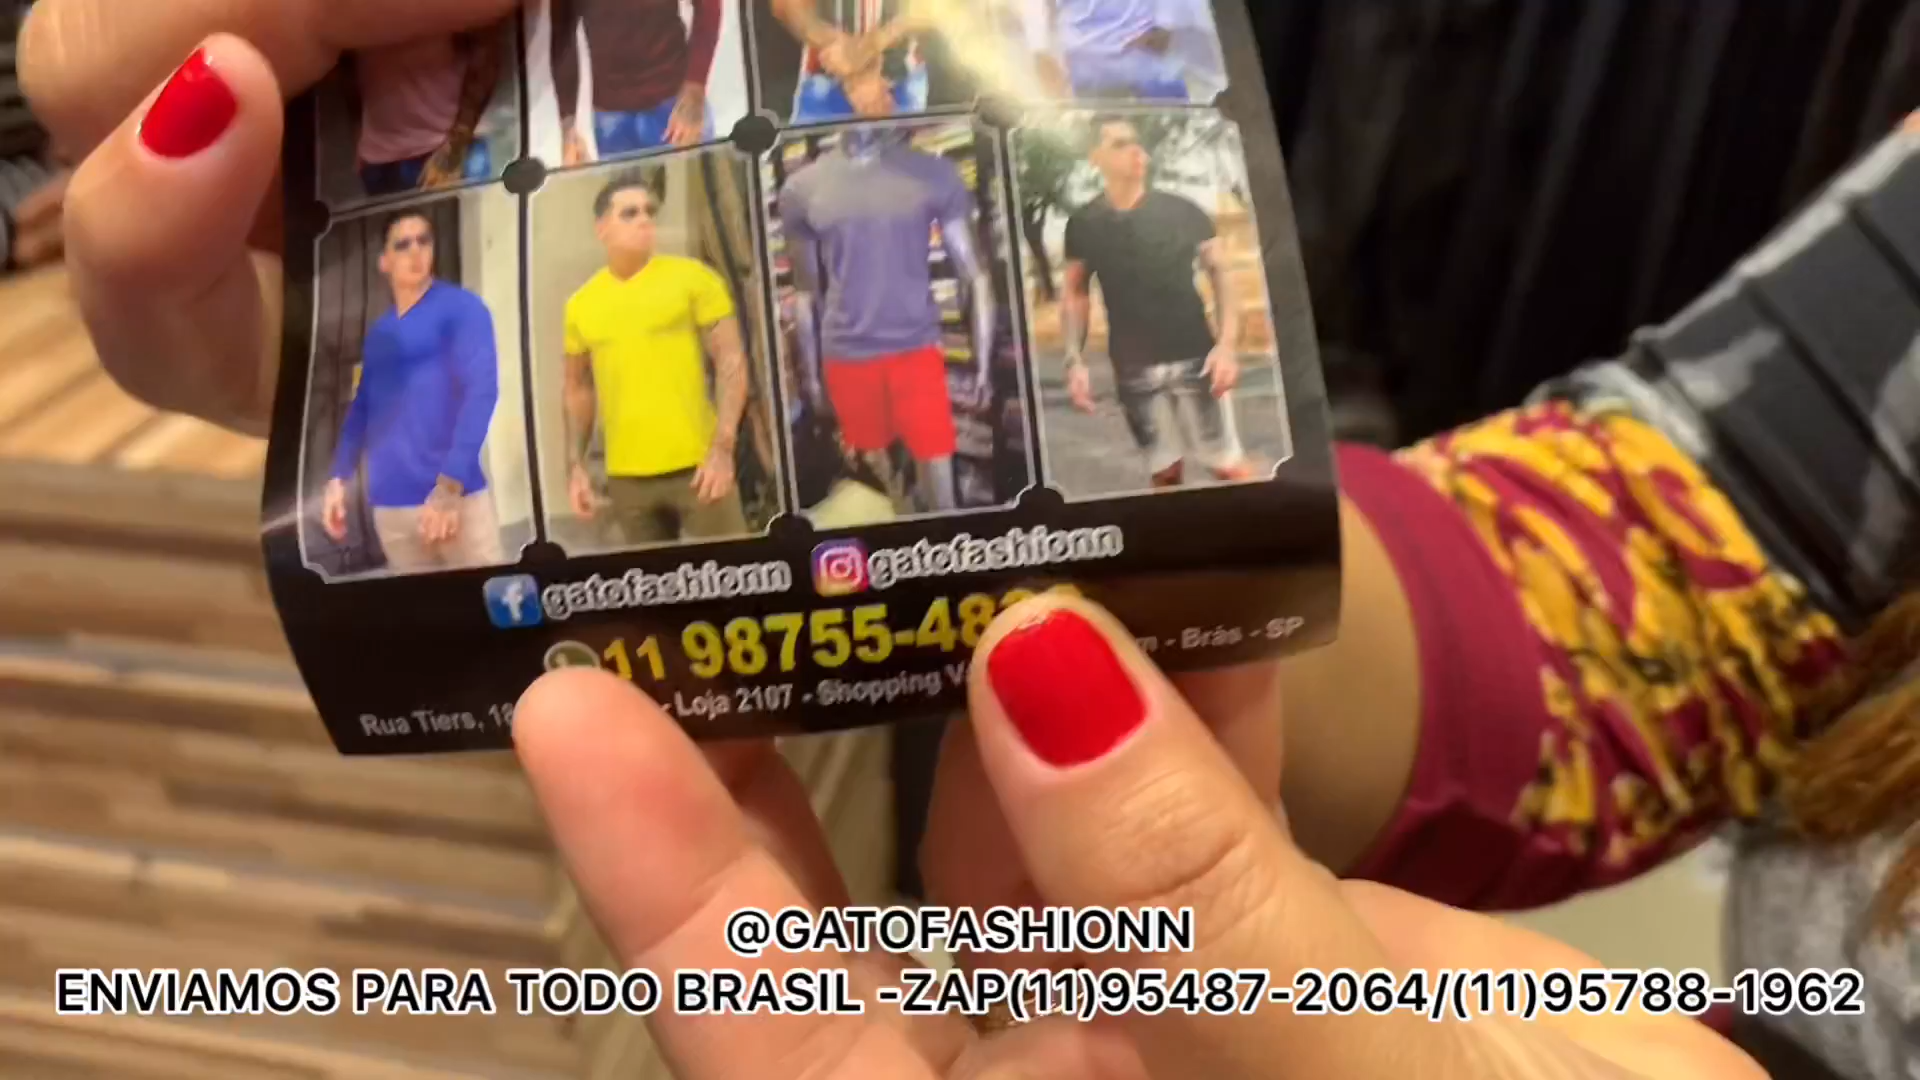 gatofashionn gatofashionn
11 98755-48
Rua Tiers, Loja 2107 - Shopping - Brás - SP
@GATOFASHIONN
ENVIAMOS PARA TODO BRASIL -ZAP(11)95487-2064/(11)95788-1962